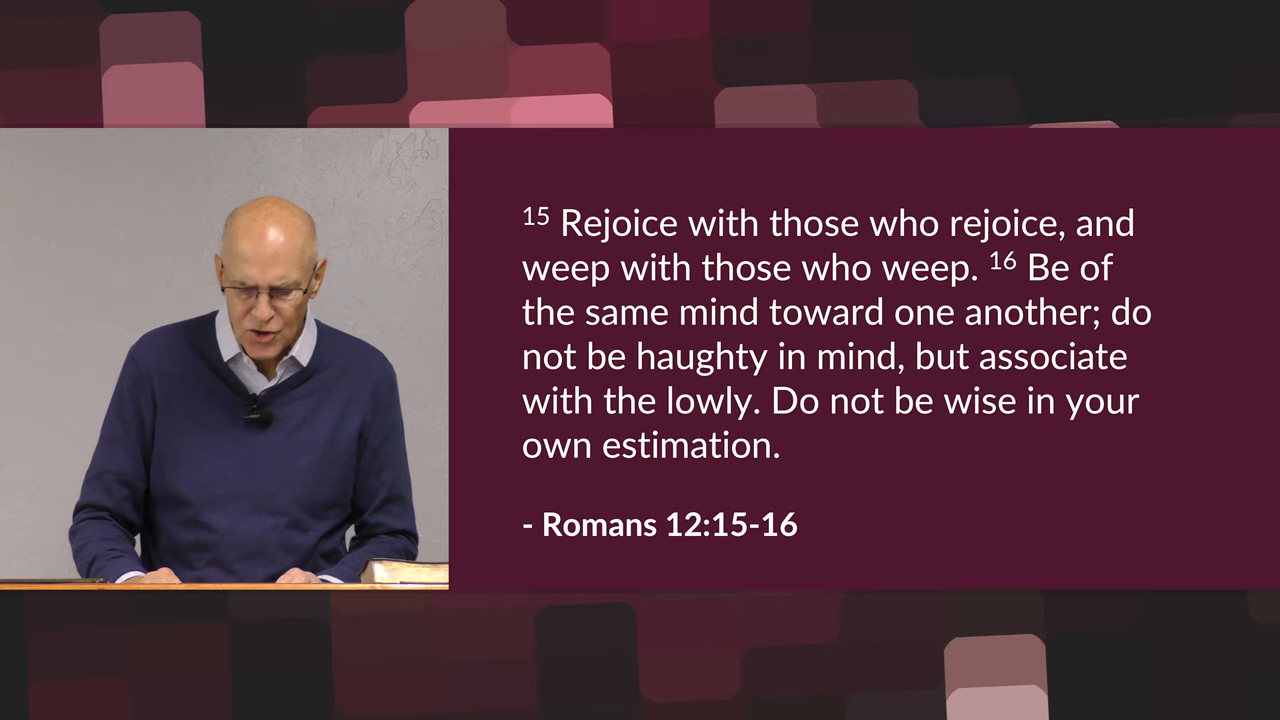 15 Rejoice with those who rejoice, and
weep with those who weep. 16 Be of
the same mind toward one another; do
not be haughty in mind, but associate
with the lowly. Do not be wise in your
own estimation.
- Romans 12:15-16